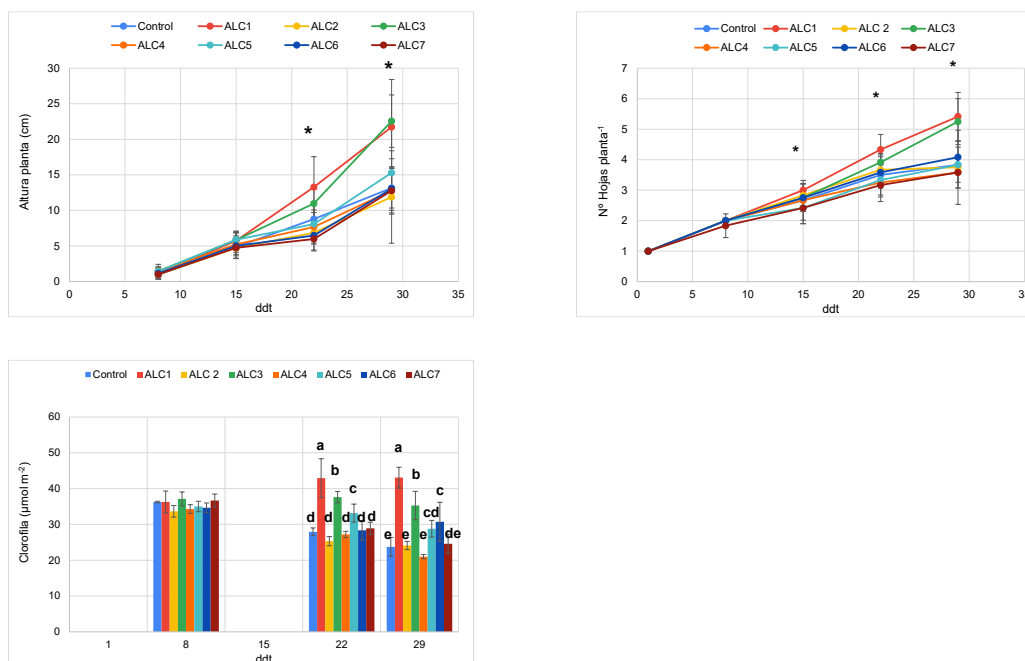 Control ALC1 ALC2 ALC3
ALC4 ALC5 ALC6 ALC7
Altura planta (cm)
30
25
20
15
10
5
0
* *
0 5 10 15 20 25 30 35
ddt
Control ALC1 ALC 2 ALC3
ALC4 ALC5 ALC6 ALC7
Nº Hojas planta⁻¹
7
6
5
4
3
2
1
0
* * *
0 5 10 15 20 25 30 35
ddt
Control ALC1 ALC 2 ALC3 ALC4 ALC5 ALC6 ALC7
Clorofila (µmol m⁻²)
60
50
40
30
20
10
0
a a
b b
c c
d d d d d e e e cd de
1 8 15 22 29
ddt